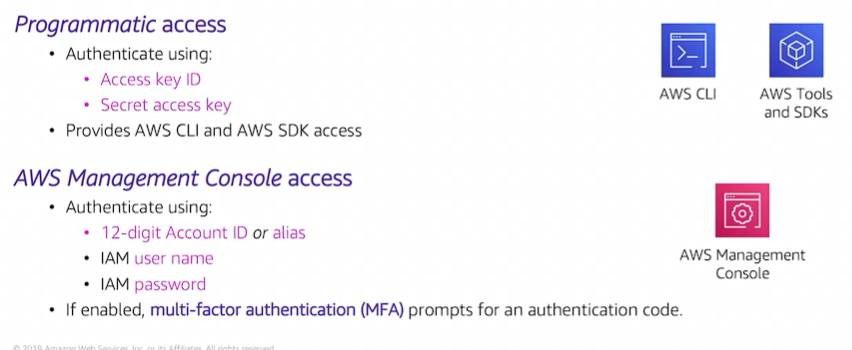 Programmatic access
• Authenticate using:
• Access key ID
• Secret access key
• Provides AWS CLI and AWS SDK access
AWS CLI
AWS Tools
and SDKs
AWS Management Console access
• Authenticate using:
• 12-digit Account ID or alias
• IAM user name
• IAM password
• If enabled, multi-factor authentication (MFA) prompts for an authentication code.
AWS Management
Console
© 2019 Amazon Web Services, Inc. or its Affiliates. All rights reserved.